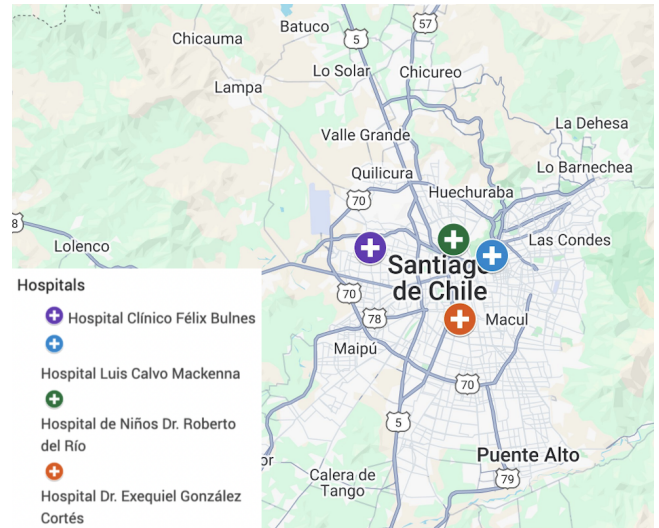 Batuco
57
Chicauma
5
Lo Solar
Chicureo
Lampa
La Dehesa
Valle Grande
Lo Barnechea
Quilicura
70
Huechuraba
8
Lolenco
Las Condes
Santiago
de Chile
70
78
Macul
Maipú
70
5
Puente Alto
79
Calera de
Tango
Hospitals
Hospital Clínico Félix Bulnes
Hospital Luis Calvo Mackenna
Hospital de Niños Dr. Roberto
del Río
Hospital Dr. Exequiel González
Cortés